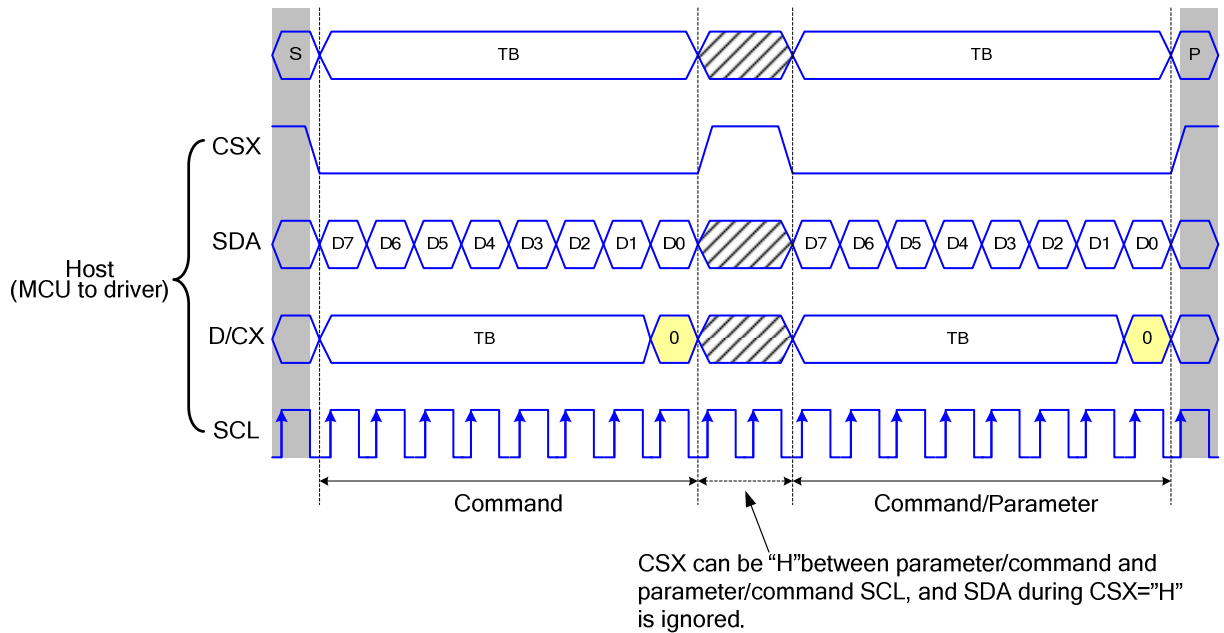 S
TB
TB
P
CSX
SDA
D7 D6 D5 D4 D3 D2 D1 D0
D7 D6 D5 D4 D3 D2 D1 D0
Host
(MCU to driver)
D/CX
TB
0
TB
0
SCL
Command
Command/Parameter
CSX can be “H”between parameter/command and
parameter/command SCL, and SDA during CSX=”H”
is ignored.